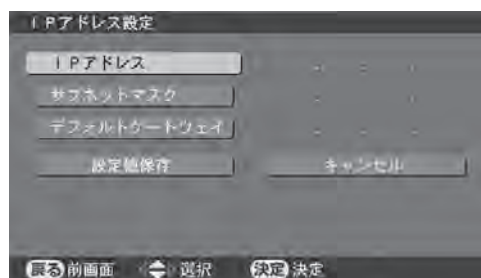 IPアドレス設定
IPアドレス
サブネットマスク
デフォルトゲートウェイ
設定値保存 キャンセル
戻る 前画面 選択 決定 決定